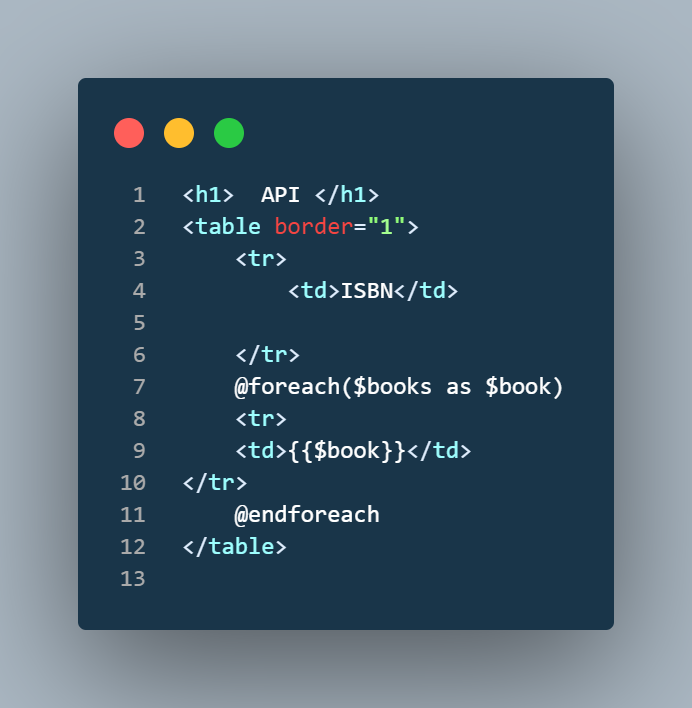 1 <h1>  API </h1>
2 <table border="1">
3     <tr>
4         <td>ISBN</td>
5
6     </tr>
7     @foreach($books as $book)
8     <tr>
9     <td>{{$book}}</td>
10 </tr>
11     @endforeach
12 </table>
13